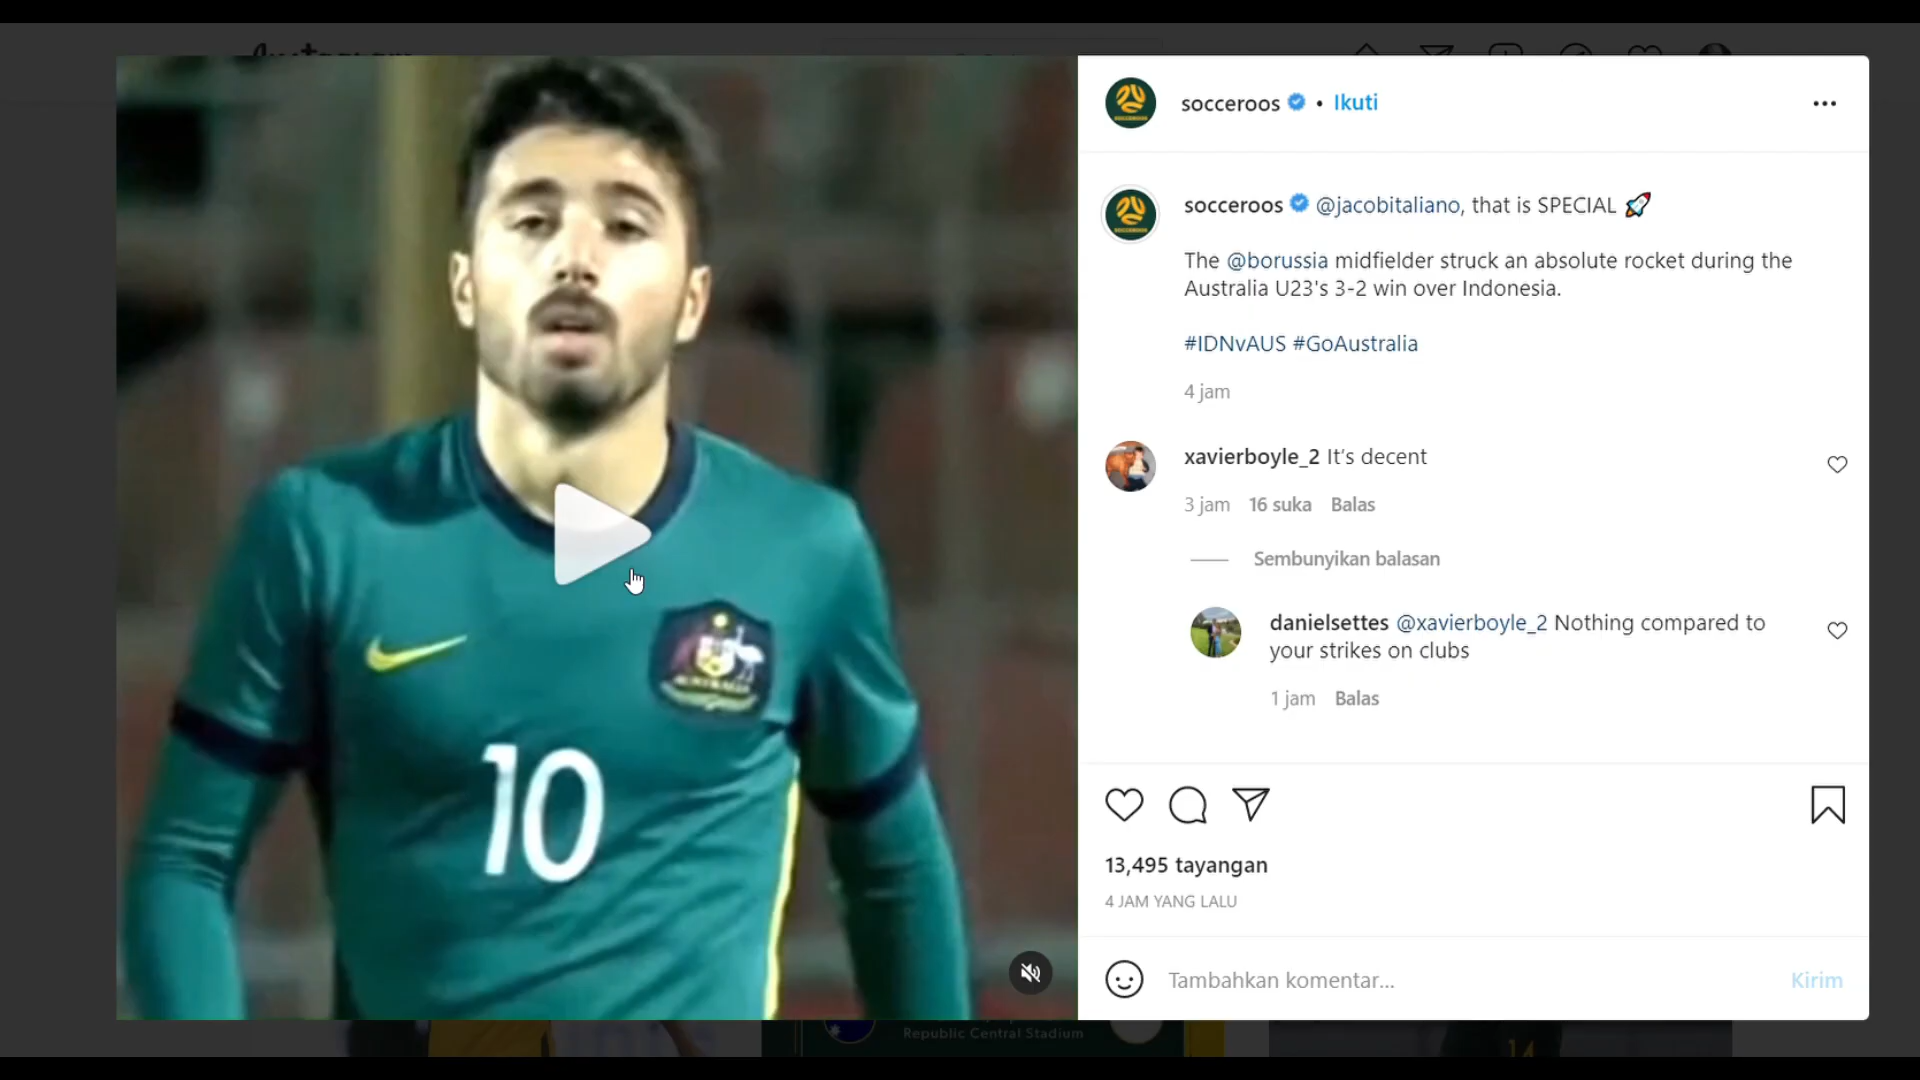 Instagram
socceroos • Ikuti
socceroos @jacobitaliano, that is SPECIAL 🚀
The @borussia midfielder struck an absolute rocket during the
Australia U23's 3-2 win over Indonesia.
#IDNvAUS #GoAustralia
4 jam
xavierboyle_2 It’s decent
3 jam 16 suka Balas
Sembunyikan balasan
danielsettes @xavierboyle_2 Nothing compared to
your strikes on clubs
1 jam Balas
13,495 tayangan
4 JAM YANG LALU
Tambahkan komentar... Kirim
10
AUSTRALIA
Republic Central Stadium
14